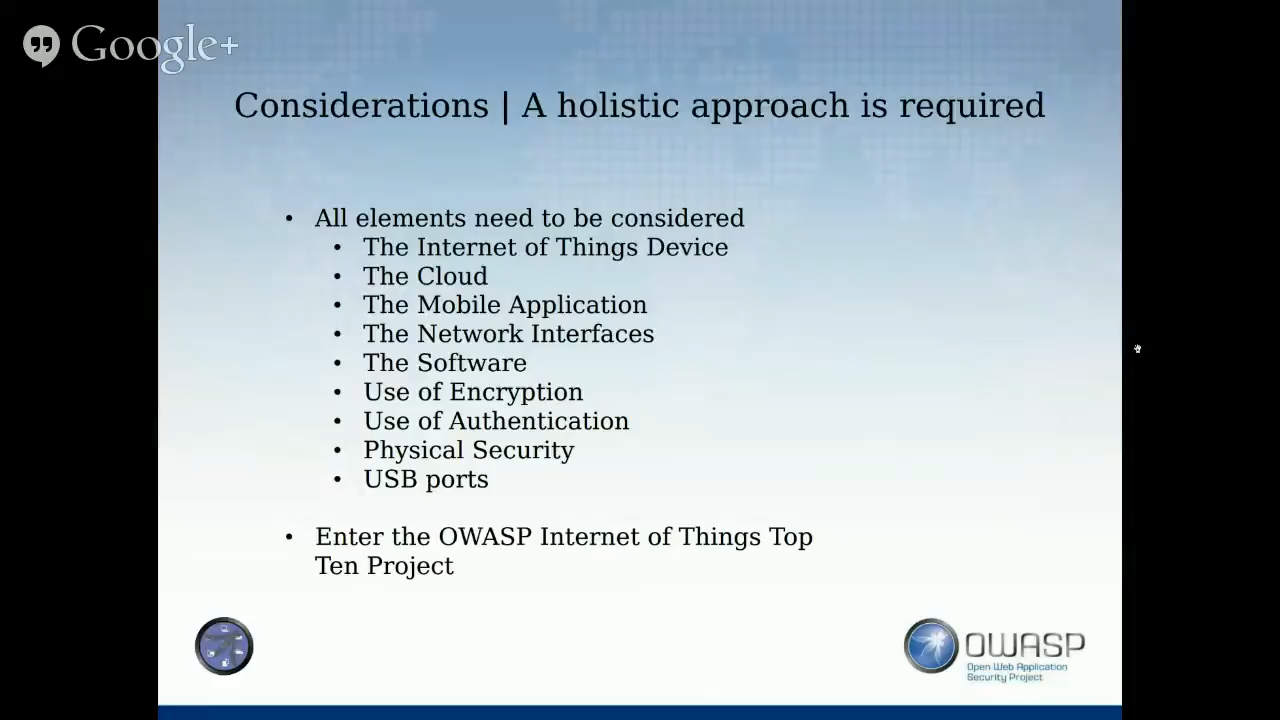 Google+
Considerations | A holistic approach is required
• All elements need to be considered
• The Internet of Things Device
• The Cloud
• The Mobile Application
• The Network Interfaces
• The Software
• Use of Encryption
• Use of Authentication
• Physical Security
• USB ports
• Enter the OWASP Internet of Things Top
Ten Project
OWASP
Open Web Application
Security Project